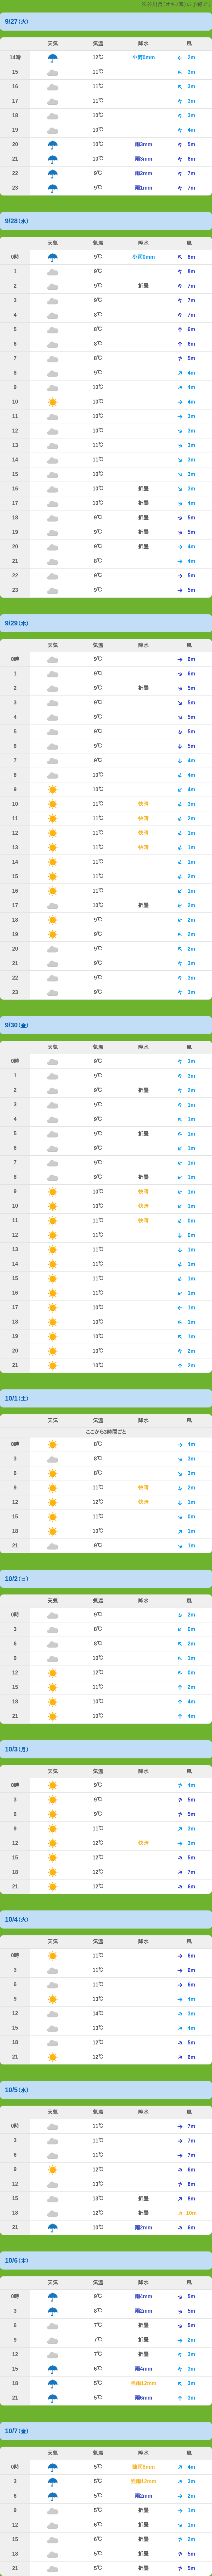 9/27(火)
天気 気温 降水 風
14時 12℃ 小雨0mm 2m
15 11℃ 3m
16 11℃ 3m
17 11℃ 3m
18 10℃ 3m
19 10℃ 4m
20 10℃ 雨3mm 5m
21 10℃ 雨3mm 6m
22 9℃ 雨2mm 7m
23 9℃ 雨1mm 7m
9/28(水)
天気 気温 降水 風
0時 9℃ 小雨0mm 8m
1 9℃ 8m
2 9℃ 折畳 7m
3 9℃ 7m
4 8℃ 7m
5 8℃ 6m
6 8℃ 6m
7 8℃ 5m
8 9℃ 4m
9 10℃ 4m
10 10℃ 4m
11 10℃ 3m
12 10℃ 3m
13 11℃ 3m
14 11℃ 3m
15 10℃ 3m
16 10℃ 折畳 3m
17 10℃ 折畳 4m
18 9℃ 折畳 5m
19 9℃ 折畳 5m
20 9℃ 折畳 4m
21 8℃ 4m
22 9℃ 5m
23 9℃ 5m
9/29(木)
天気 気温 降水 風
0時 9℃ 6m
1 9℃ 6m
2 9℃ 折畳 5m
3 9℃ 5m
4 9℃ 5m
5 9℃ 5m
6 9℃ 5m
7 9℃ 4m
8 10℃ 4m
9 10℃ 4m
10 11℃ 快晴 3m
11 11℃ 快晴 2m
12 11℃ 快晴 1m
13 11℃ 快晴 1m
14 11℃ 1m
15 11℃ 2m
16 11℃ 1m
17 10℃ 折畳 2m
18 9℃ 2m
19 9℃ 2m
20 9℃ 2m
21 9℃ 3m
22 9℃ 3m
23 9℃ 3m
9/30(金)
天気 気温 降水 風
0時 9℃ 3m
1 9℃ 3m
2 9℃ 折畳 2m
3 9℃ 1m
4 9℃ 1m
5 9℃ 折畳 1m
6 9℃ 1m
7 9℃ 1m
8 9℃ 折畳 1m
9 10℃ 快晴 1m
10 10℃ 快晴 1m
11 11℃ 快晴 0m
12 11℃ 0m
13 11℃ 1m
14 11℃ 1m
15 11℃ 1m
16 11℃ 1m
17 10℃ 1m
18 10℃ 1m
19 10℃ 1m
20 10℃ 2m
21 10℃ 2m
10/1(土)
天気 気温 降水 風
ここから3時間ごと
0時 8℃ 4m
3 8℃ 3m
6 8℃ 3m
9 11℃ 快晴 2m
12 12℃ 快晴 1m
15 11℃ 0m
18 10℃ 1m
21 9℃ 1m
10/2(日)
天気 気温 降水 風
0時 9℃ 2m
3 8℃ 0m
6 8℃ 2m
9 10℃ 1m
12 12℃ 0m
15 11℃ 2m
18 10℃ 4m
21 10℃ 4m
10/3(月)
天気 気温 降水 風
0時 9℃ 4m
3 9℃ 5m
6 9℃ 5m
9 11℃ 3m
12 12℃ 快晴 3m
15 12℃ 5m
18 12℃ 7m
21 12℃ 6m
10/4(火)
天気 気温 降水 風
0時 11℃ 6m
3 11℃ 6m
6 11℃ 6m
9 13℃ 4m
12 14℃ 3m
15 13℃ 4m
18 12℃ 5m
21 12℃ 6m
10/5(水)
天気 気温 降水 風
0時 11℃ 7m
3 11℃ 7m
6 11℃ 7m
9 12℃ 6m
12 13℃ 8m
15 13℃ 折畳 8m
18 12℃ 折畳 10m
21 10℃ 雨2mm 6m
10/6(木)
天気 気温 降水 風
0時 9℃ 雨4mm 5m
3 8℃ 雨2mm 5m
6 7℃ 折畳 5m
9 7℃ 折畳 2m
12 7℃ 折畳 3m
15 6℃ 雨4mm 3m
18 5℃ 強雨12mm 3m
21 5℃ 雨6mm 3m
10/7(金)
天気 気温 降水 風
0時 5℃ 強雨8mm 4m
3 5℃ 強雨12mm 3m
6 5℃ 雨2mm 2m
9 5℃ 折畳 1m
12 6℃ 折畳 1m
15 6℃ 折畳 2m
18 5℃ 折畳 5m
21 5℃ 折畳 5m